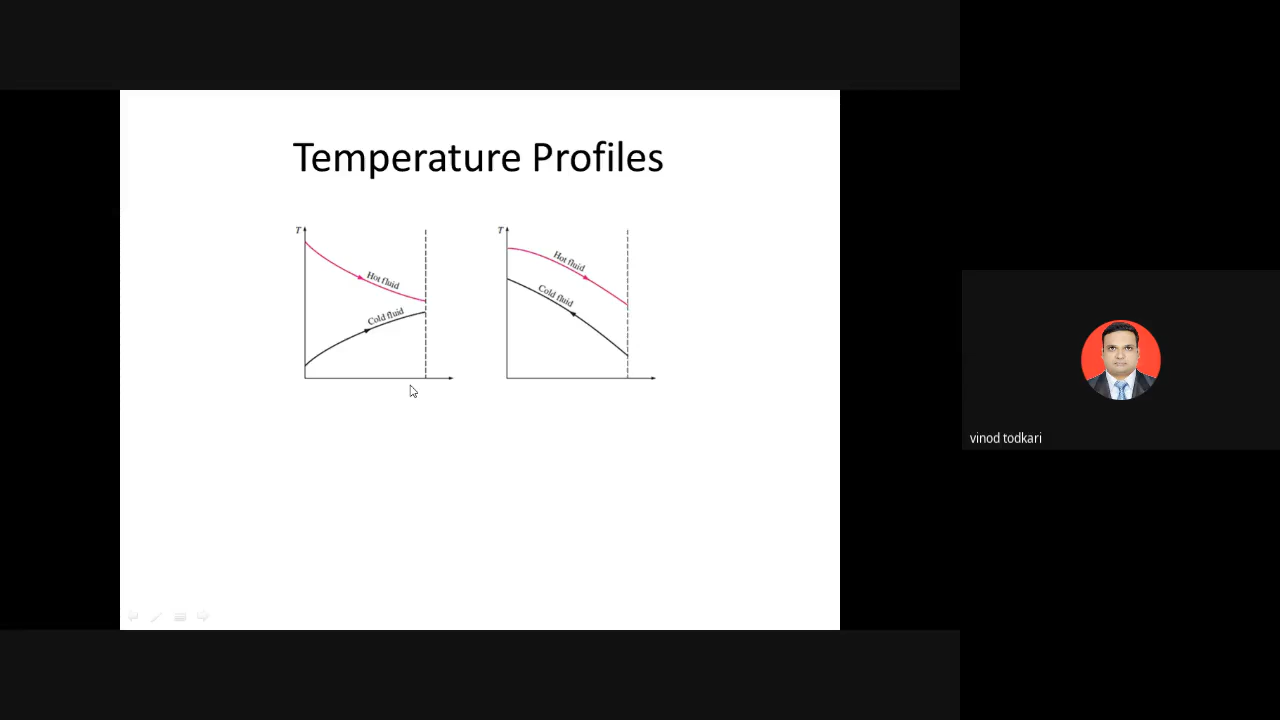 Temperature Profiles
T
Hot fluid
Cold fluid
T
Hot fluid
Cold fluid
vinod todkari